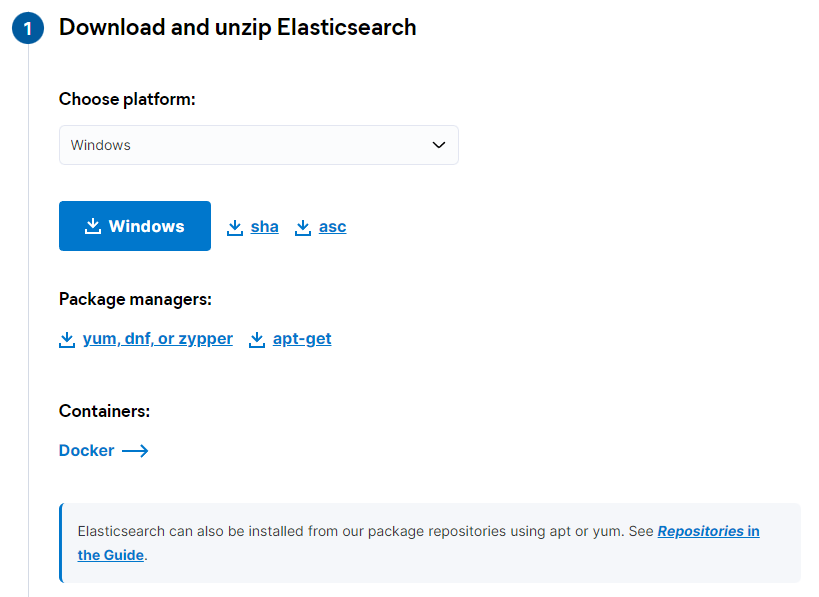 1
Download and unzip Elasticsearch
Choose platform:
Windows
Windows sha asc
Package managers:
yum, dnf, or zypper apt-get
Containers:
Docker
Elasticsearch can also be installed from our package repositories using apt or yum. See Repositories in
the Guide.